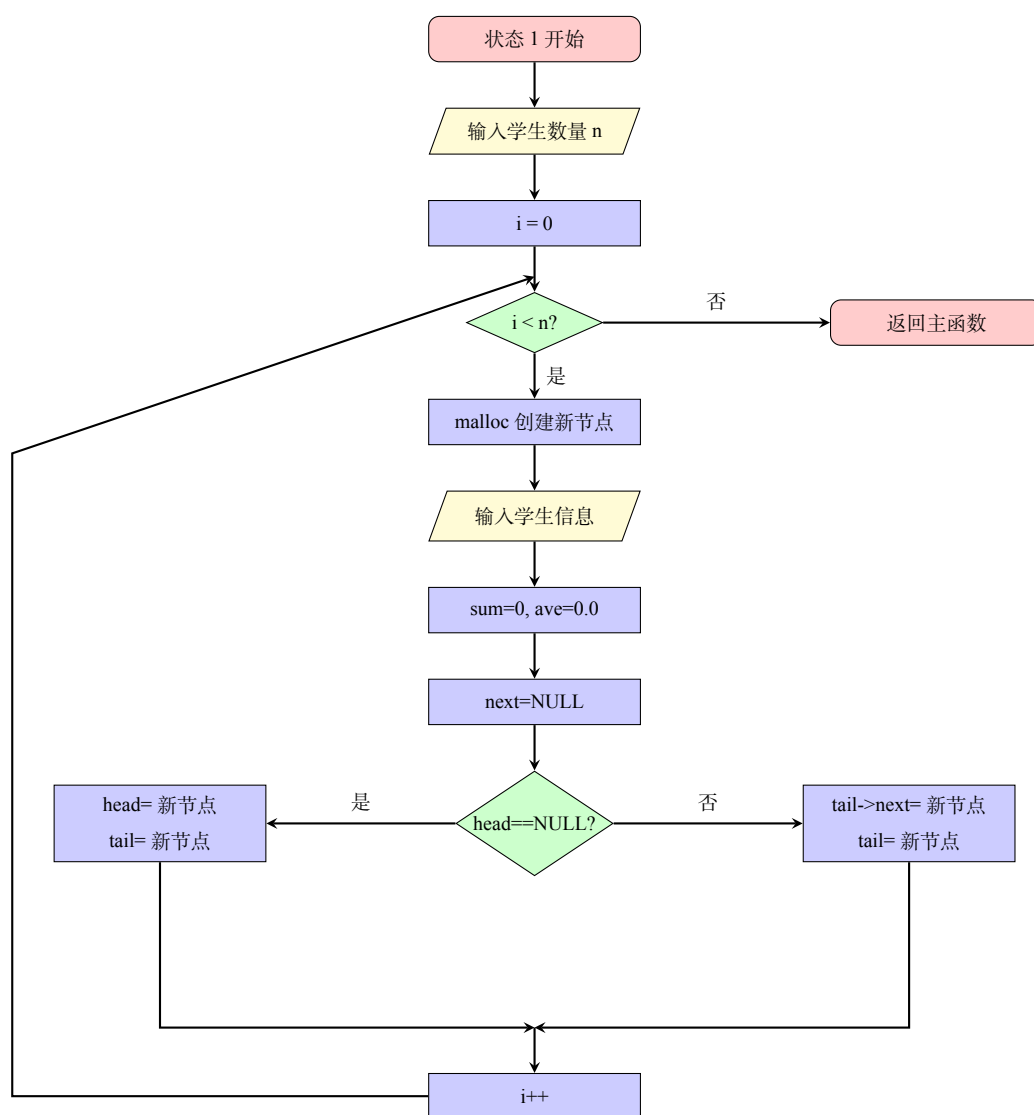 状态 1 开始
输入学生数量 n
i = 0
i < n?
否
返回主函数
是
malloc 创建新节点
输入学生信息
sum=0, ave=0.0
next=NULL
head==NULL?
是
head= 新节点
tail= 新节点
否
tail->next= 新节点
tail= 新节点
i++